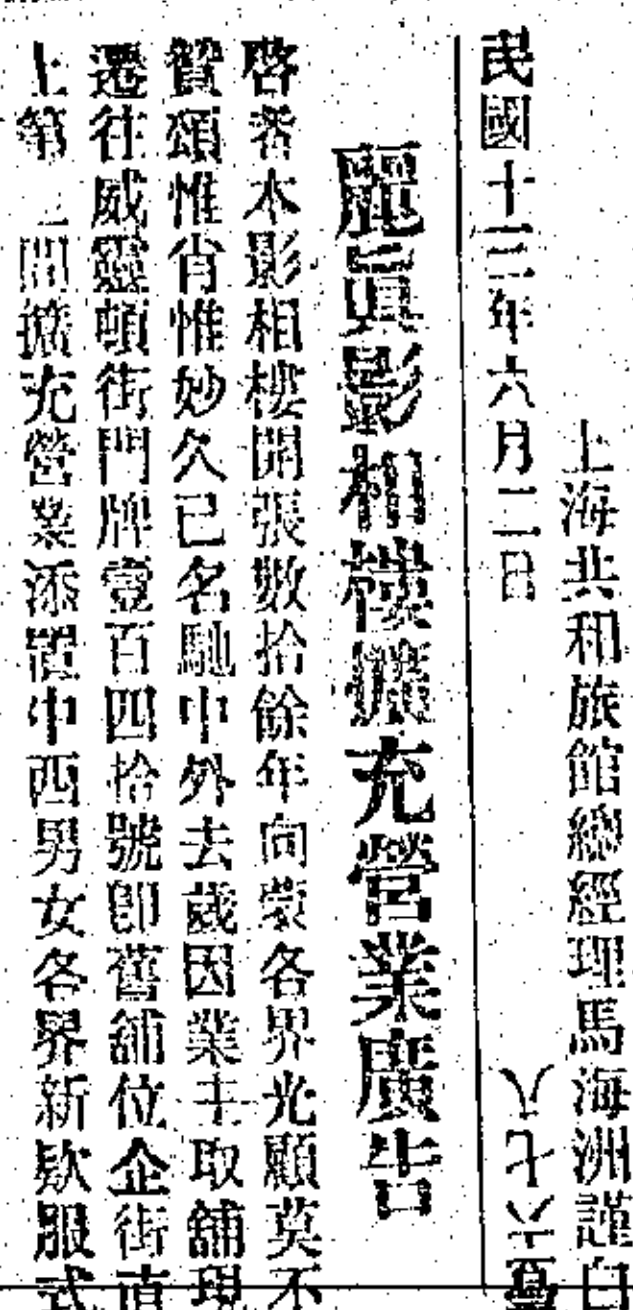 上海共和旅館總經理馬海洲謹白
民國十三年六月二日 八七六
麗眞影相樓擴充營業廣告
啓者本影相樓開張數拾餘年向蒙各界光顧莫不
贊頌惟肖惟妙久已名馳中外去歲因業主取舖現
遷往威靈頓街門牌壹百四拾號卽舊舖位企街直
上第 間擴充營業添置中西男女各界新款服式